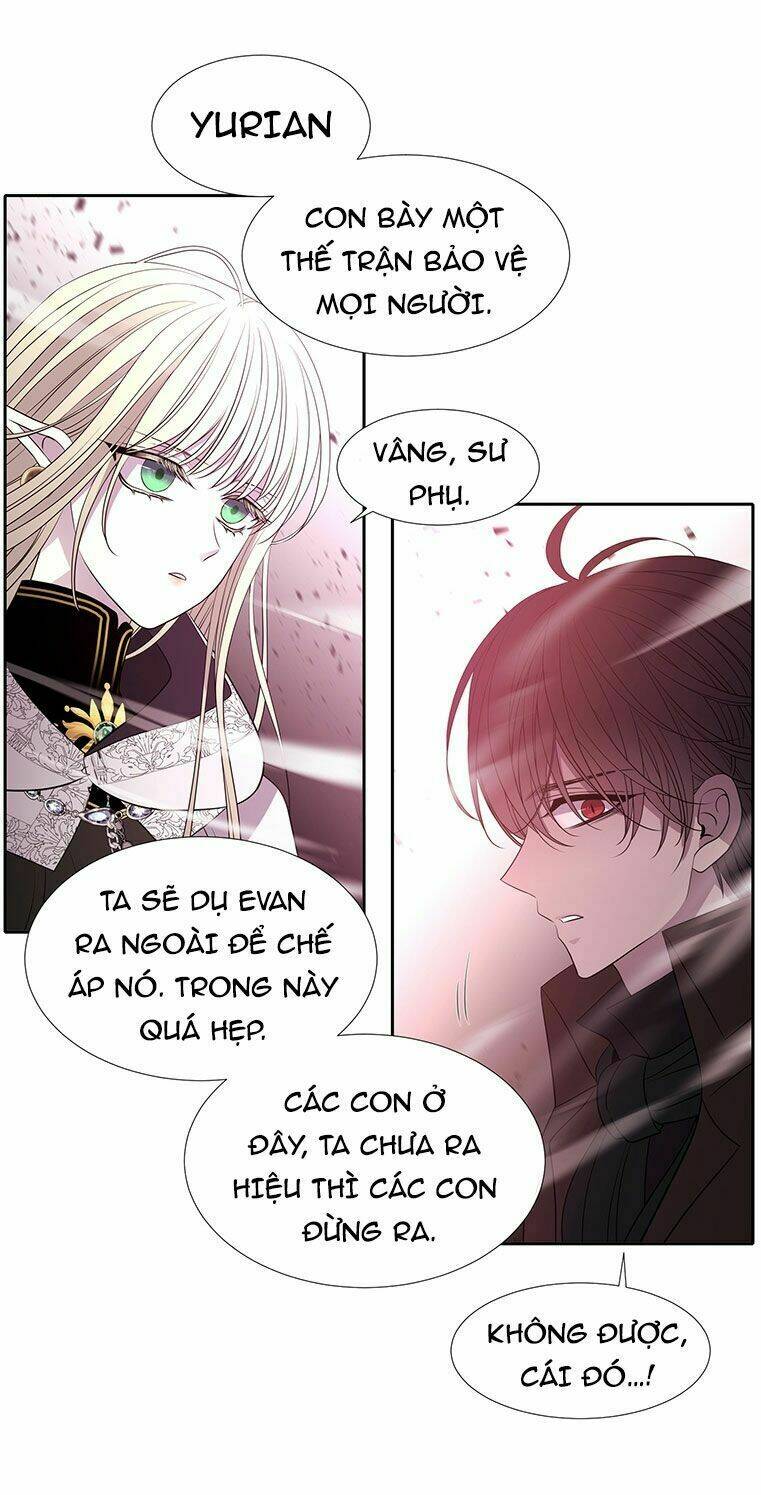 YURIAN
CON BÀY MỘT
THẾ TRẬN BẢO VỆ
MỌI NGƯỜI.
VÂNG, SƯ
PHỤ.
TA SẼ DỤ EVAN
RA NGOÀI ĐỂ CHẾ
ÁP NÓ. TRONG NÀY
QUÁ HẸP.
CÁC CON Ở
ĐÂY, TA CHƯA RA
HIỆU THÌ CÁC CON
ĐỪNG RA.
KHÔNG ĐƯỢC,
CÁI ĐÓ...!